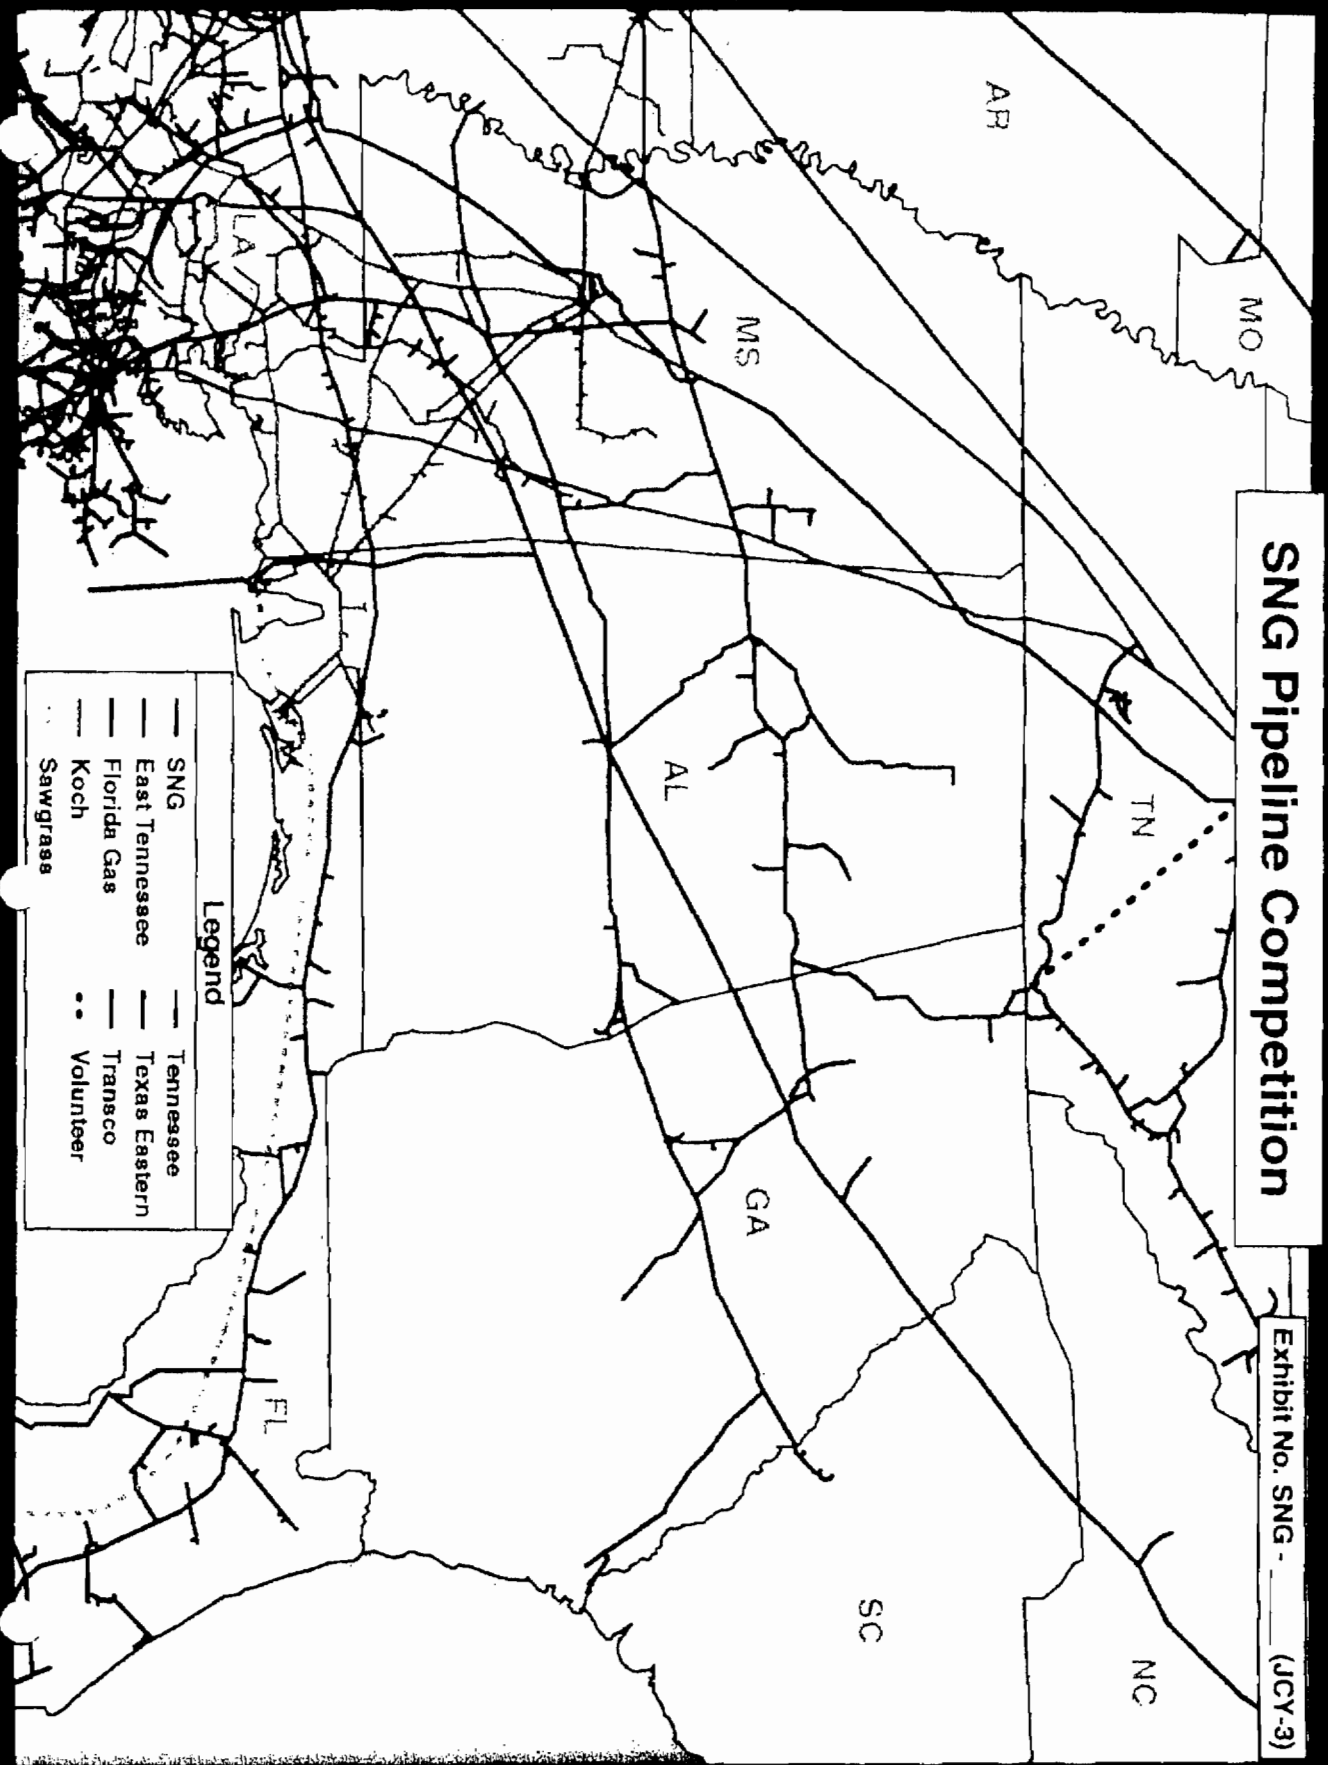 SNG Pipeline Competition
Exhibit No. SNG - ____ (JCY-3)
MO
AR
TN
NC
MS
AL
GA
SC
LA
FL
Legend
SNG
Tennessee
East Tennessee
Texas Eastern
Florida Gas
Transco
Koch
Volunteer
Sawgrass